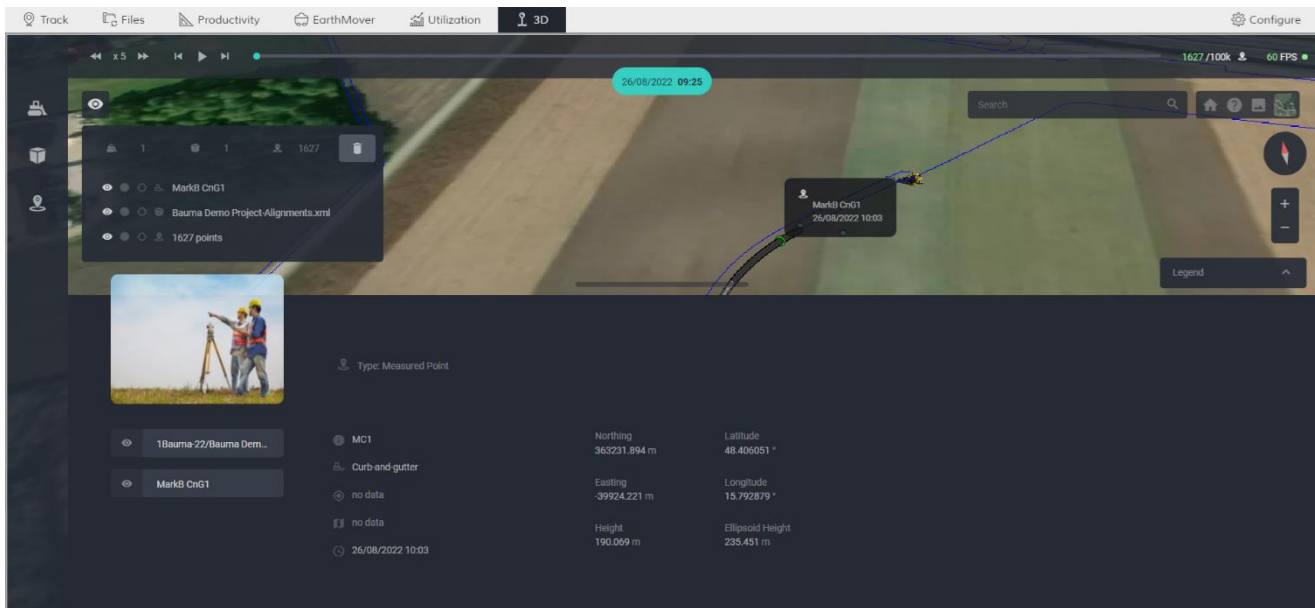 Track Files Productivity EarthMover Utilization 3D Configure
x 5 1627 /100k 60 FPS
26/08/2022 09:25
Search
1 1 1627
MarkB CnG1
Bauma Demo Project-Alignments.xml
1627 points
MarkB CnG1
26/08/2022 10:03
Legend
Type: Measured Point
1Bauma-22/Bauma Dem...
MarkB CnG1
MC1
Curb-and-gutter
no data
no data
26/08/2022 10:03
Northing
363231.894 m
Easting
-39924.221 m
Height
190.069 m
Latitude
48.406051 °
Longitude
15.792879 °
Ellipsoid Height
235.451 m